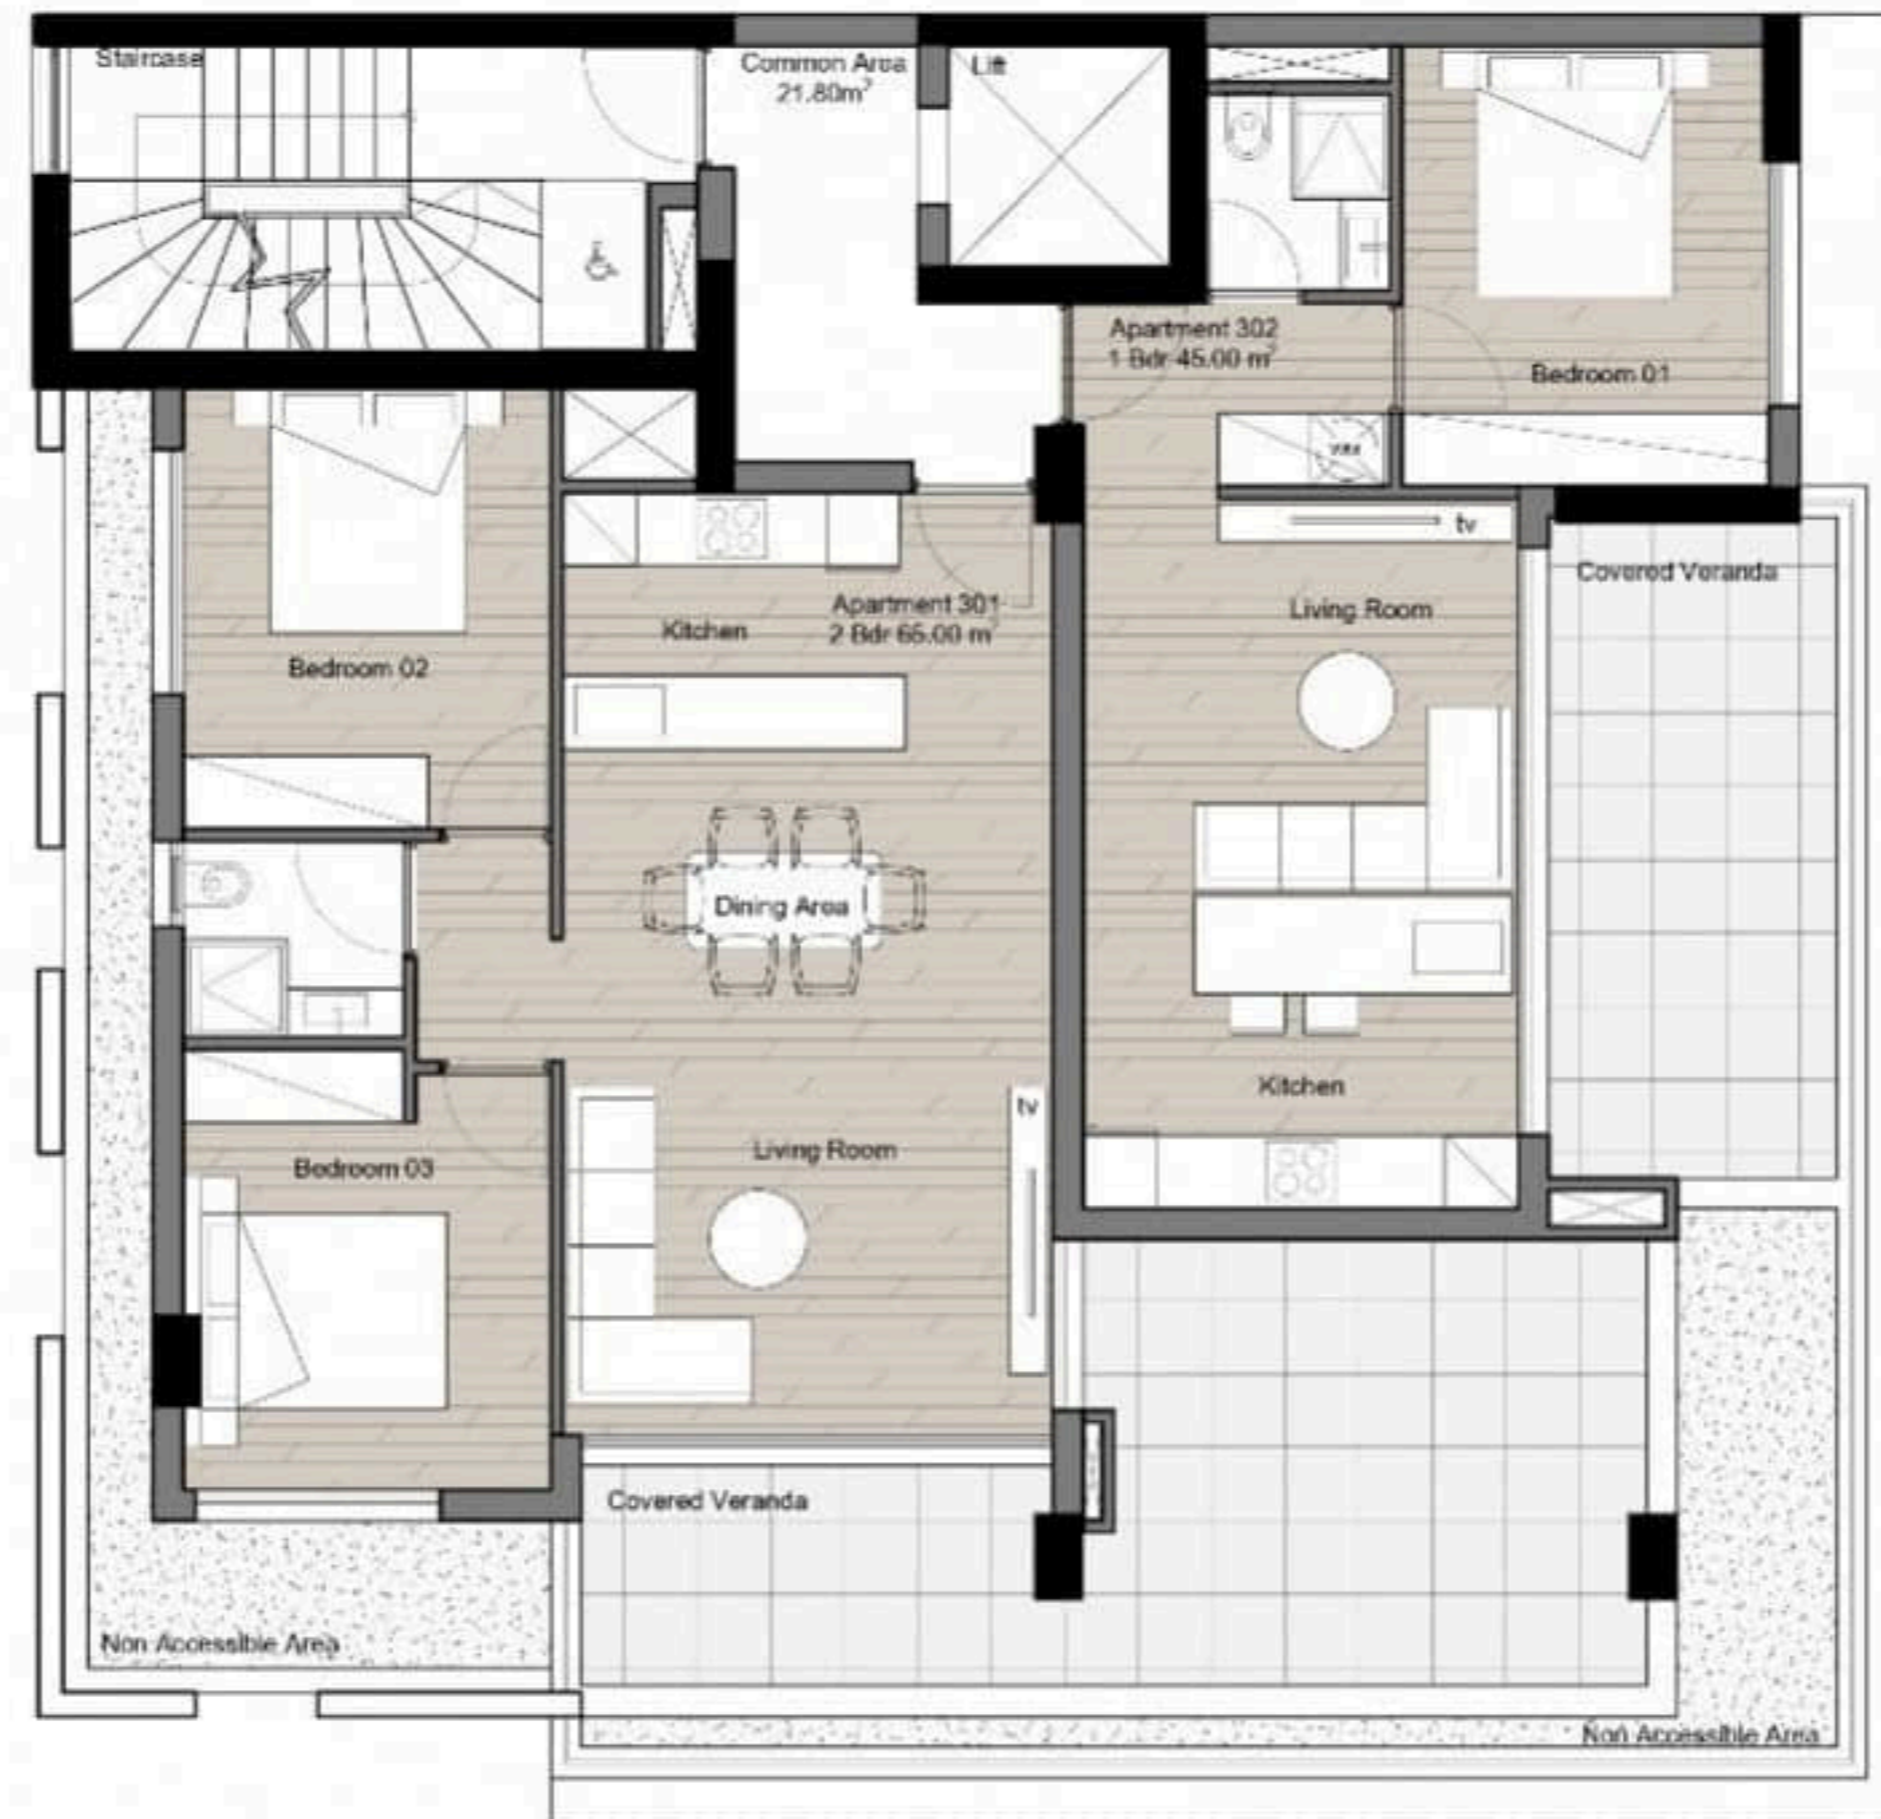 Staircase
Common Area
21.80m²
Lift
Apartment 302
1 Bdr 45.00 m²
Bedroom 01
tv
Covered Veranda
Living Room
Apartment 301
2 Bdr 65.00 m²
Kitchen
Bedroom 02
Dining Area
Kitchen
tv
Living Room
Bedroom 03
Covered Veranda
Non Accessible Area
Non Accessible Area